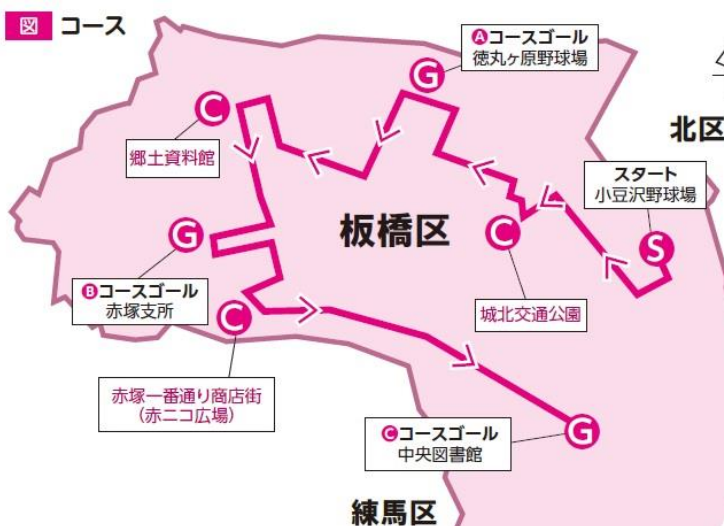 図 コース
Ⓐコースゴール
徳丸ヶ原野球場
G
C
郷土資料館
北区
スタート
小豆沢野球場
S
板橋区
G
C
Ⓑコースゴール
赤塚支所
C
城北交通公園
赤塚一番通り商店街
(赤ニコ広場)
Ⓒコースゴール
中央図書館
G
練馬区